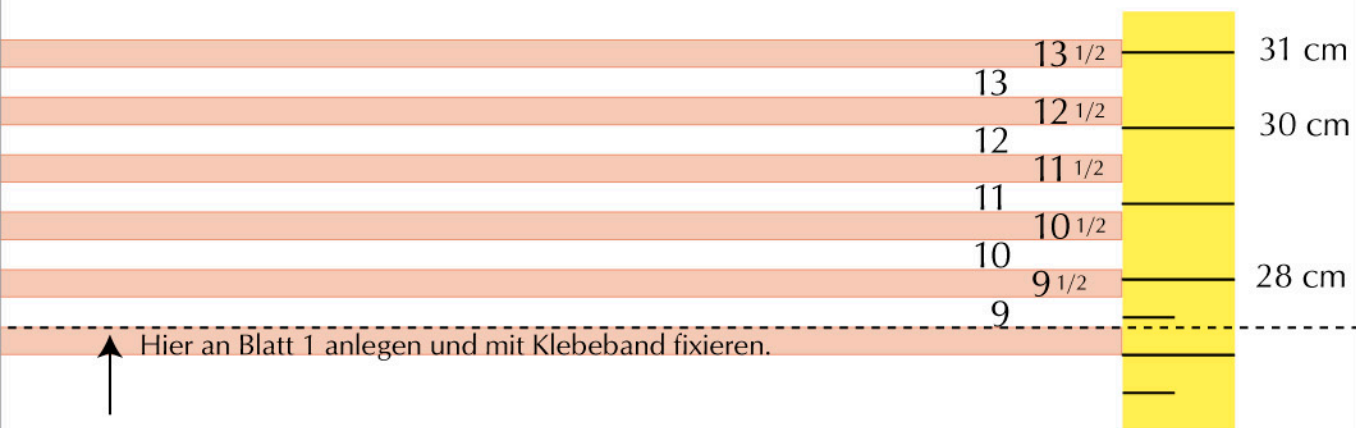 13 1/2 31 cm
13
12 1/2 30 cm
12
11 1/2
11
10 1/2
10
9 1/2 28 cm
9
Hier an Blatt 1 anlegen und mit Klebeband fixieren.